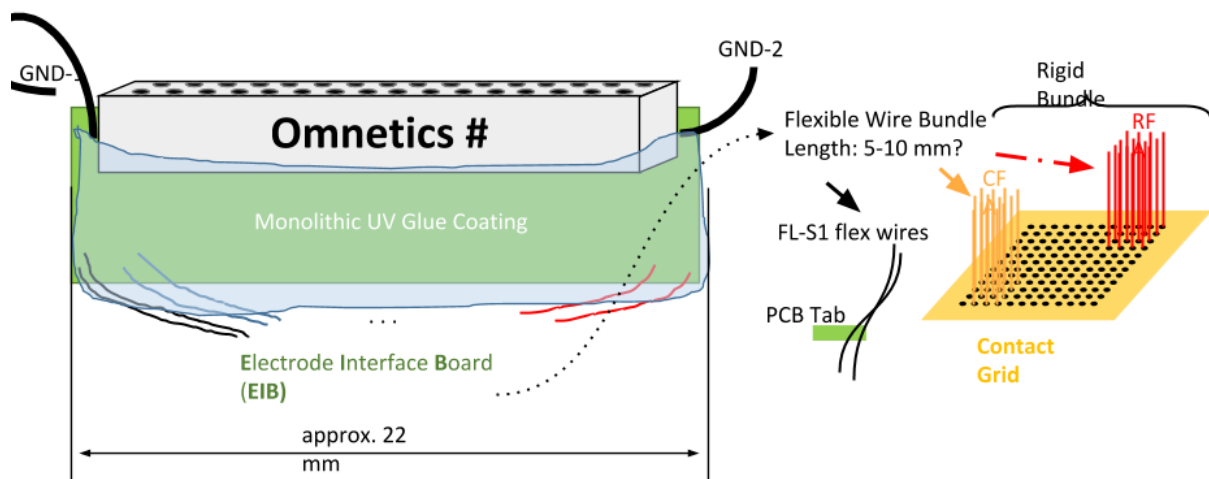 GND-1
GND-2
Omnetics #
Monolithic UV Glue Coating
...
Electrode Interface Board
(EIB)
approx. 22
mm
Flexible Wire Bundle
Length: 5-10 mm?
FL-S1 flex wires
PCB Tab
Rigid
Bundle
RF
A
CF
A
Contact
Grid